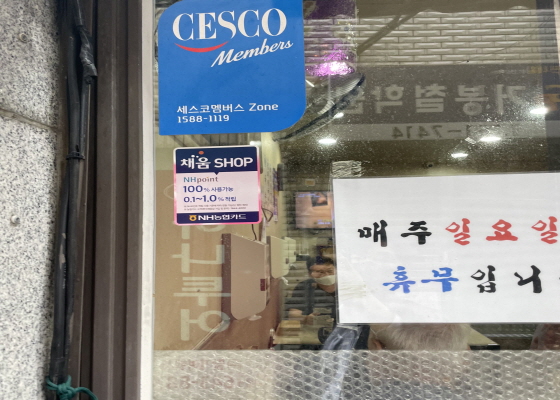 CESCO
Members
세스코멤버스 Zone
1588-1119
채움 SHOP
NHpoint
100% 사용가능
0.1~1.0% 적립
NH농협카드
매주 일요일
휴무입니